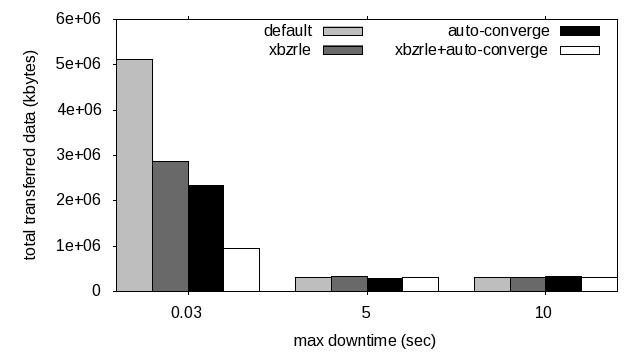 total transferred data (kbytes)
6e+06
5e+06
4e+06
3e+06
2e+06
1e+06
0
default
xbzrle
auto-converge
xbzrle+auto-converge
0.03
5
10
max downtime (sec)